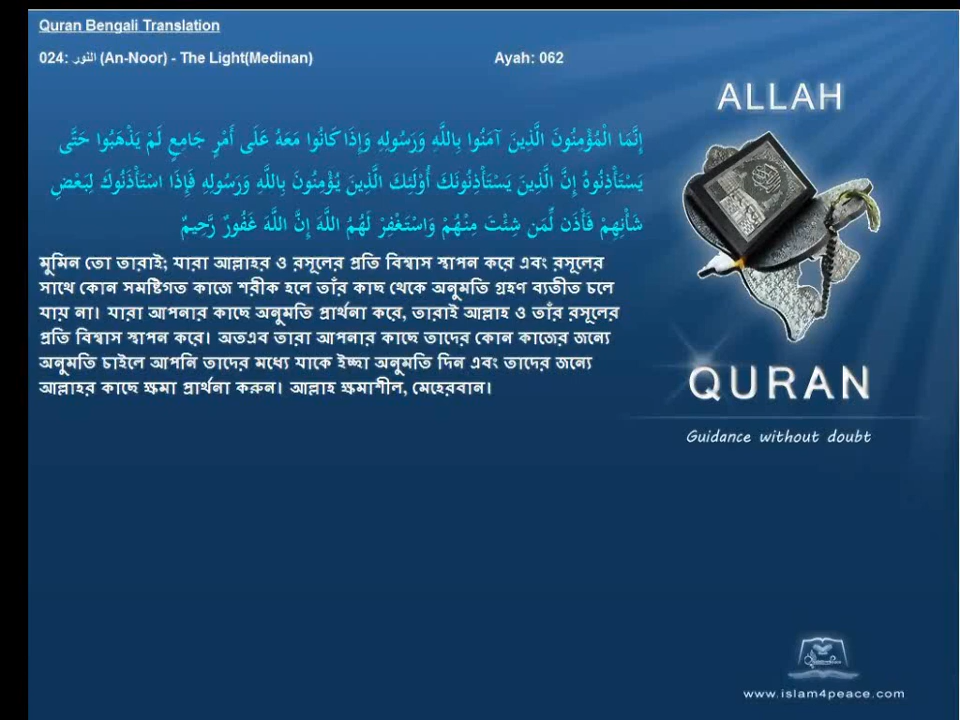 Quran Bengali Translation
024: النور (An-Noor) - The Light(Medinan) Ayah: 062
إِنَّمَا الْمُؤْمِنُونَ الَّذِينَ آمَنُوا بِاللَّهِ وَرَسُولِهِ وَإِذَا كَانُوا مَعَهُ عَلَى أَمْرٍ جَامِعٍ لَمْ يَذْهَبُوا حَتَّى
يَسْتَأْذِنُوهُ إِنَّ الَّذِينَ يَسْتَأْذِنُونَكَ أُوْلَئِكَ الَّذِينَ يُؤْمِنُونَ بِاللَّهِ وَرَسُولِهِ فَإِذَا اسْتَأْذَنُوكَ لِبَعْضِ
شَأْنِهِمْ فَأْذَن لِّمَن شِئْتَ مِنْهُمْ وَاسْتَغْفِرْ لَهُمُ اللَّهَ إِنَّ اللَّهَ غَفُورٌ رَّحِيمٌ
মুমিন তো তারাই; যারা আল্লাহর ও রসূলের প্রতি বিশ্বাস স্থাপন করে এবং রসূলের
সাথে কোন সমষ্টিগত কাজে শরীক হলে তাঁর কাছ থেকে অনুমতি গ্রহণ ব্যতীত চলে
যায় না। যারা আপনার কাছে অনুমতি প্রার্থনা করে, তারাই আল্লাহ ও তাঁর রসূলের
প্রতি বিশ্বাস স্থাপন করে। অতএব তারা আপনার কাছে তাদের কোন কাজের জন্যে
অনুমতি চাইলে আপনি তাদের মধ্যে যাকে ইচ্ছা অনুমতি দিন এবং তাদের জন্যে
আল্লাহর কাছে ক্ষমা প্রার্থনা করুন। আল্লাহ ক্ষমাশীল, মেহেরবান।
ALLAH
QURAN
Guidance without doubt
www.islam4peace.com